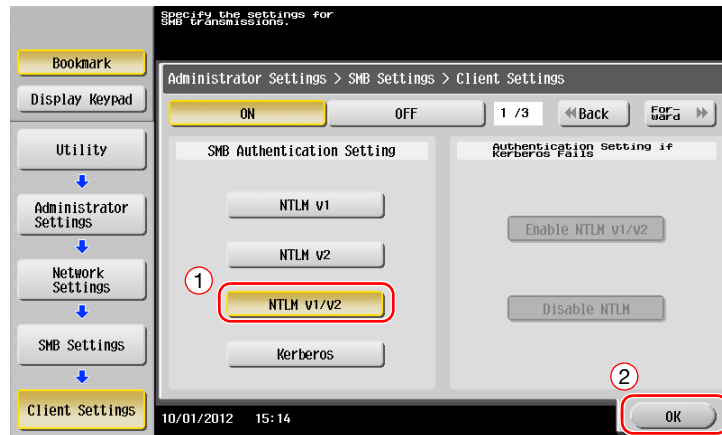 Specify the settings for
SMB transmissions.
Bookmark
Display Keypad
Administrator Settings > SMB Settings > Client Settings
ON
OFF
1 /3
Back
For-
ward
Utility
Administrator
Settings
Network
Settings
SMB Settings
Client Settings
SMB Authentication Setting
NTLM v1
NTLM v2
1
NTLM v1/v2
Kerberos
Authentication Setting if
Kerberos Fails
Enable NTLM v1/v2
Disable NTLM
2
10/01/2012 15:14
OK